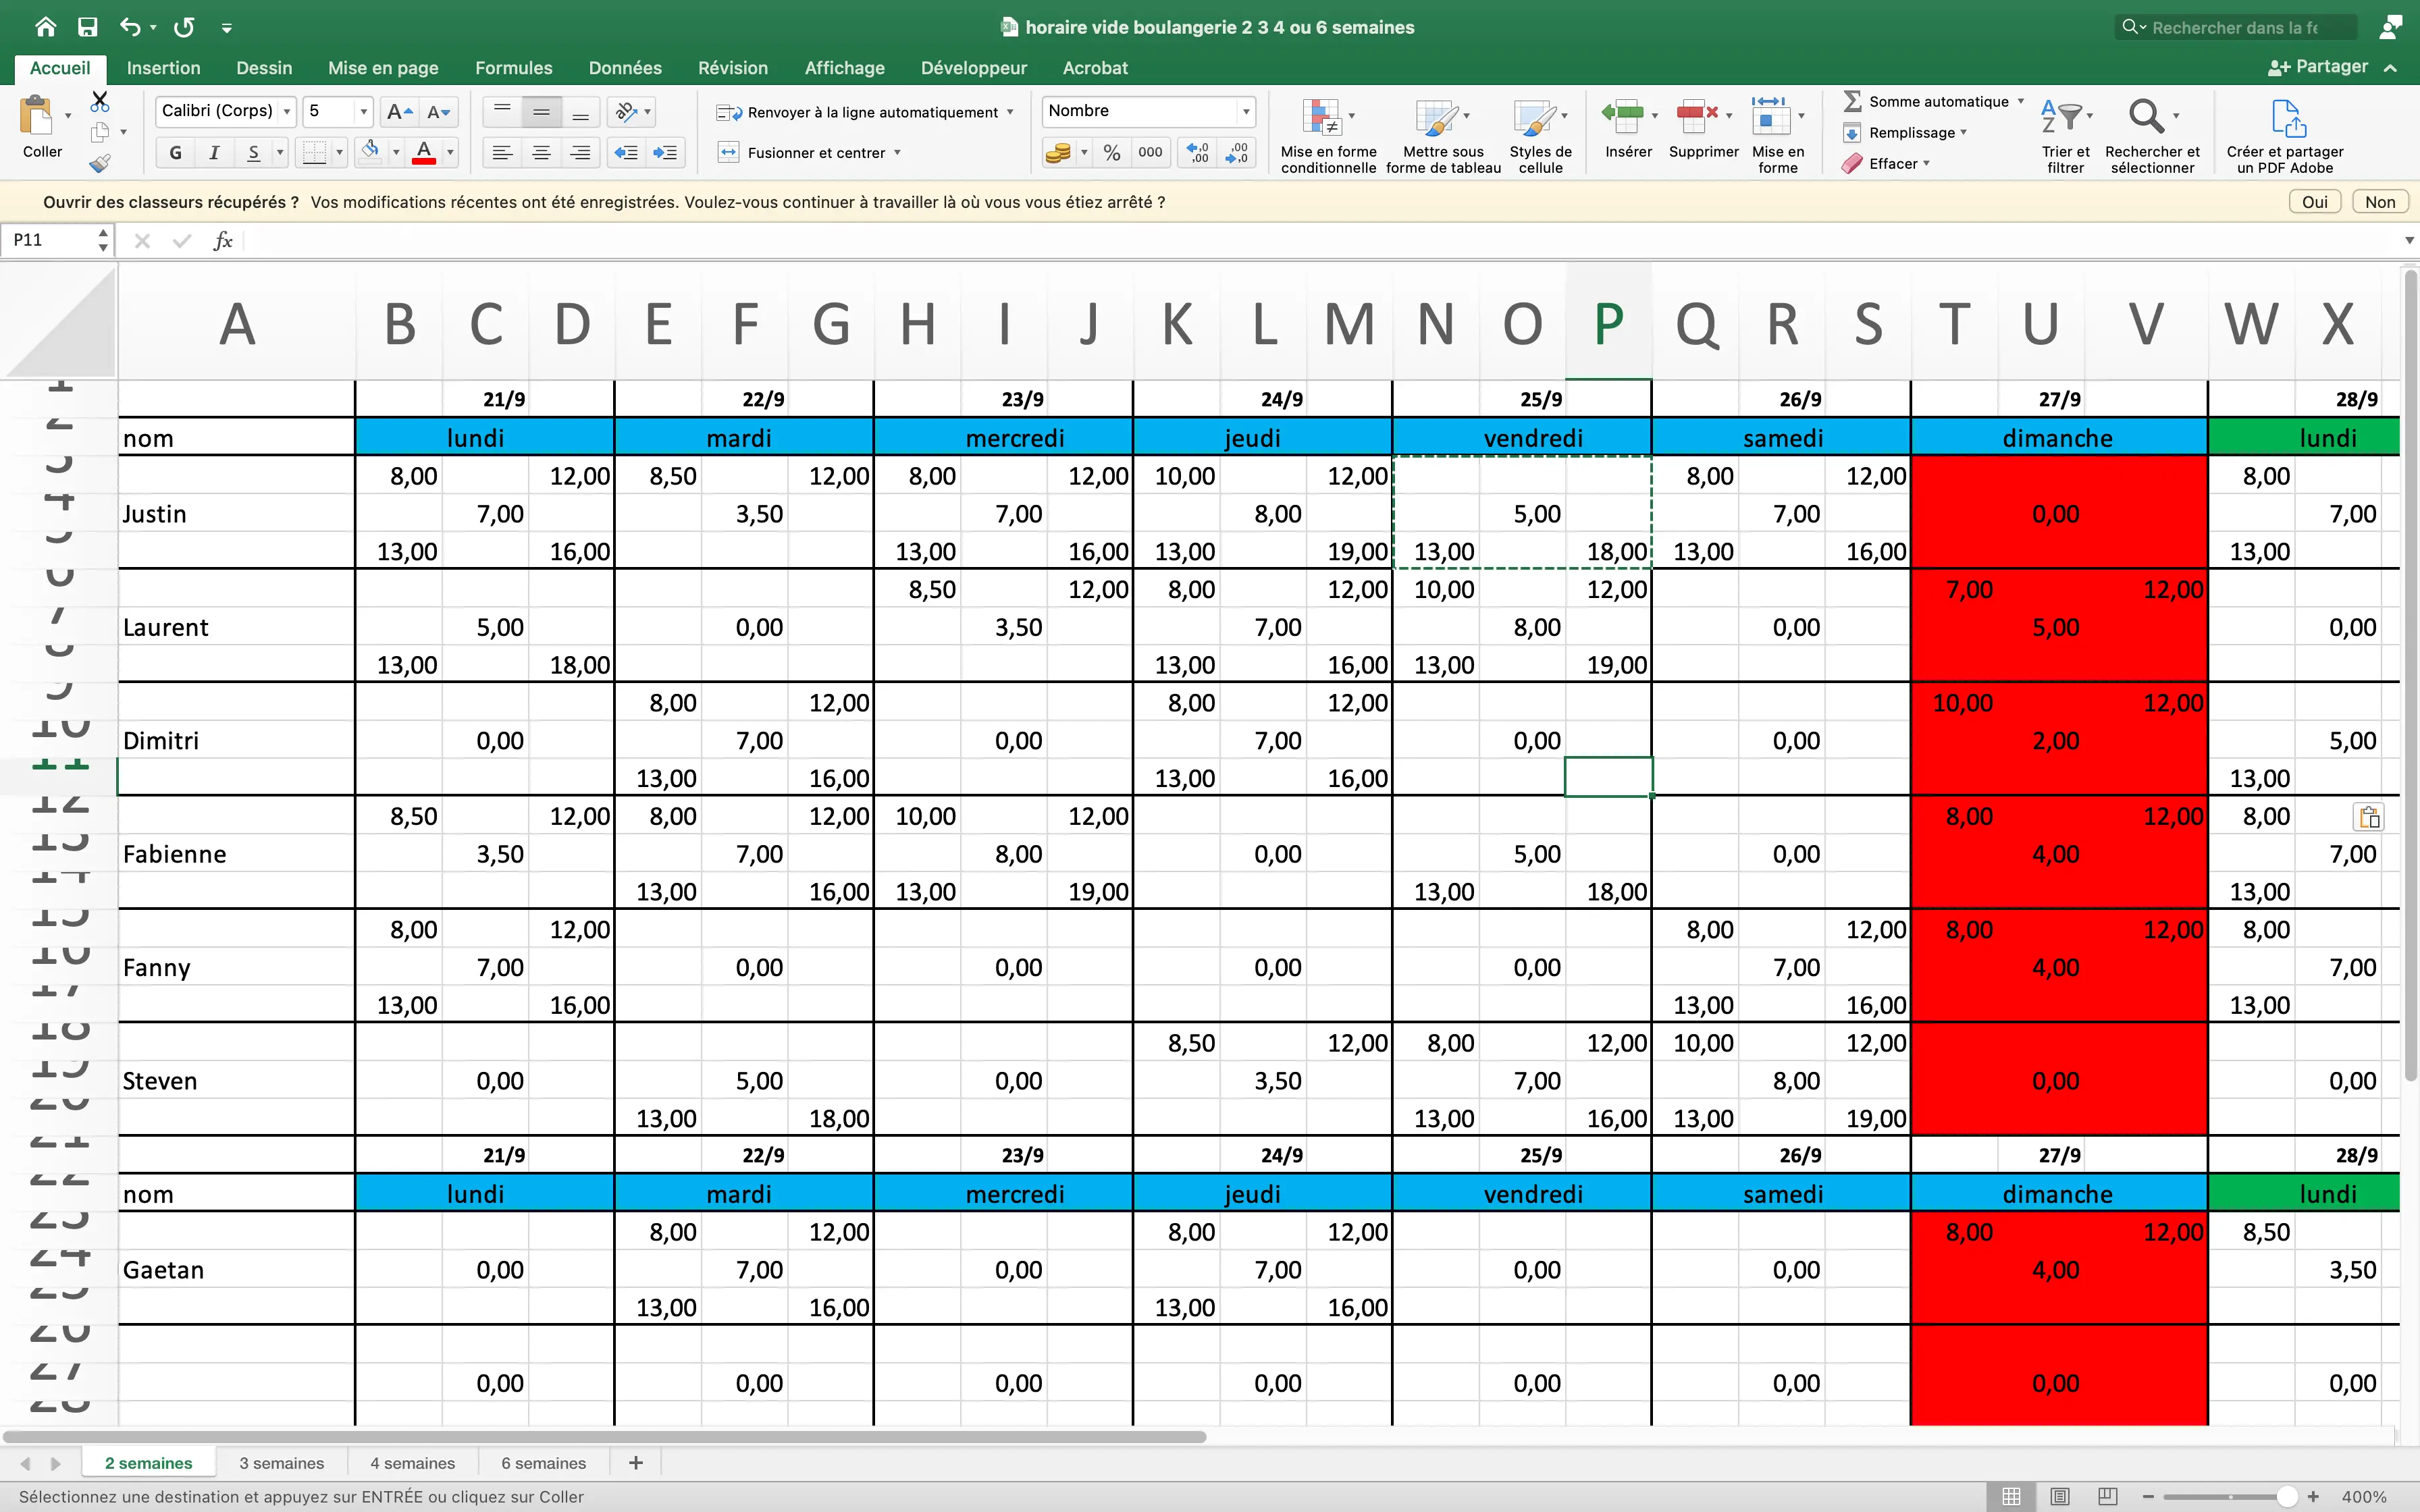 horaire vide boulangerie 2 3 4 ou 6 semaines
Rechercher dans la fe
Accueil Insertion Dessin Mise en page Formules Données Révision Affichage Développeur Acrobat Partager
Coller
Calibri (Corps) 5
G I S
Renvoyer à la ligne automatiquement
Fusionner et centrer
Nombre
% 000
Mise en forme conditionnelle
Mettre sous forme de tableau
Styles de cellule
Insérer
Supprimer
Mise en forme
Somme automatique
Remplissage
Effacer
Trier et filtrer
Rechercher et sélectionner
Créer et partager un PDF Adobe
Ouvrir des classeurs récupérés ? Vos modifications récentes ont été enregistrées. Voulez-vous continuer à travailler là où vous vous étiez arrêté ? Oui Non
P11 fx
A B C D E F G H I J K L M N O P Q R S T U V W X
21/9 22/9 23/9 24/9 25/9 26/9 27/9 28/9
nom lundi mardi mercredi jeudi vendredi samedi dimanche lundi
8,00 12,00 8,50 12,00 8,00 12,00 10,00 12,00 8,00 12,00 8,00
Justin 7,00 3,50 7,00 8,00 5,00 7,00 0,00 7,00
13,00 16,00 13,00 16,00 13,00 19,00 13,00 18,00 13,00 16,00 13,00
8,50 12,00 8,00 12,00 10,00 12,00 7,00 12,00
Laurent 5,00 0,00 3,50 7,00 8,00 0,00 5,00 0,00
13,00 18,00 13,00 16,00 13,00 19,00
8,00 12,00 8,00 12,00 10,00 12,00
Dimitri 0,00 7,00 0,00 7,00 0,00 0,00 2,00 5,00
13,00 16,00 13,00 16,00 13,00
8,50 12,00 8,00 12,00 10,00 12,00 8,00 12,00 8,00
Fabienne 3,50 7,00 8,00 0,00 5,00 0,00 4,00 7,00
13,00 16,00 13,00 19,00 13,00 18,00 13,00
8,00 12,00 8,00 12,00 8,00 12,00 8,00
Fanny 7,00 0,00 0,00 0,00 0,00 7,00 4,00 7,00
13,00 16,00 13,00 16,00 13,00
8,50 12,00 8,00 12,00 10,00 12,00
Steven 0,00 5,00 0,00 3,50 7,00 8,00 0,00 0,00
13,00 18,00 13,00 16,00 13,00 19,00
21/9 22/9 23/9 24/9 25/9 26/9 27/9 28/9
nom lundi mardi mercredi jeudi vendredi samedi dimanche lundi
8,00 12,00 8,00 12,00 8,00 12,00 8,50
Gaetan 0,00 7,00 0,00 7,00 0,00 0,00 4,00 3,50
13,00 16,00 13,00 16,00
0,00 0,00 0,00 0,00 0,00 0,00 0,00 0,00
2 semaines 3 semaines 4 semaines 6 semaines +
Sélectionnez une destination et appuyez sur ENTRÉE ou cliquez sur Coller 400%